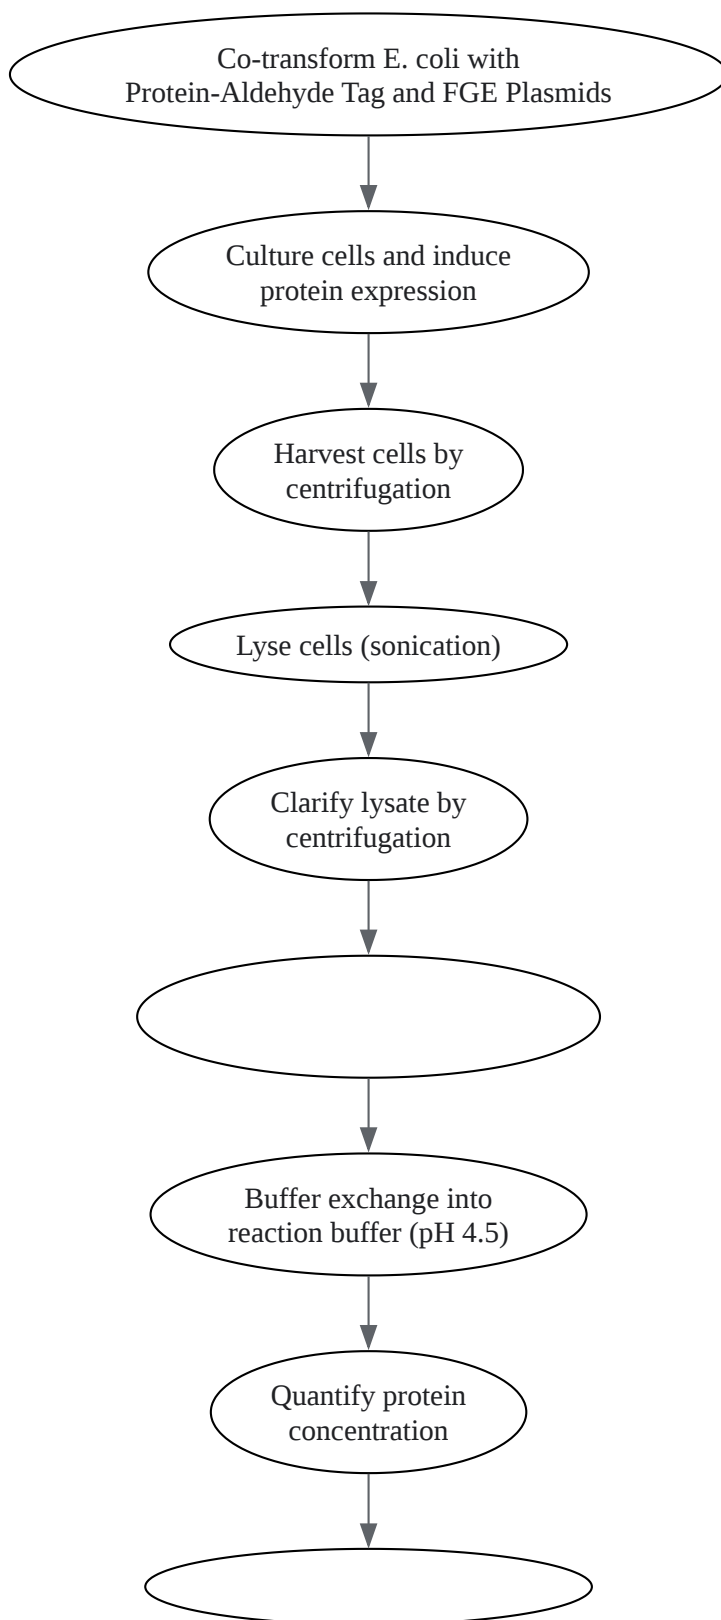 Co-transform E. coli with
Protein-Aldehyde Tag and FGE Plasmids
Culture cells and induce
protein expression
Harvest cells by
centrifugation
Lyse cells (sonication)
Clarify lysate by
centrifugation
Buffer exchange into
reaction buffer (pH 4.5)
Quantify protein
concentration